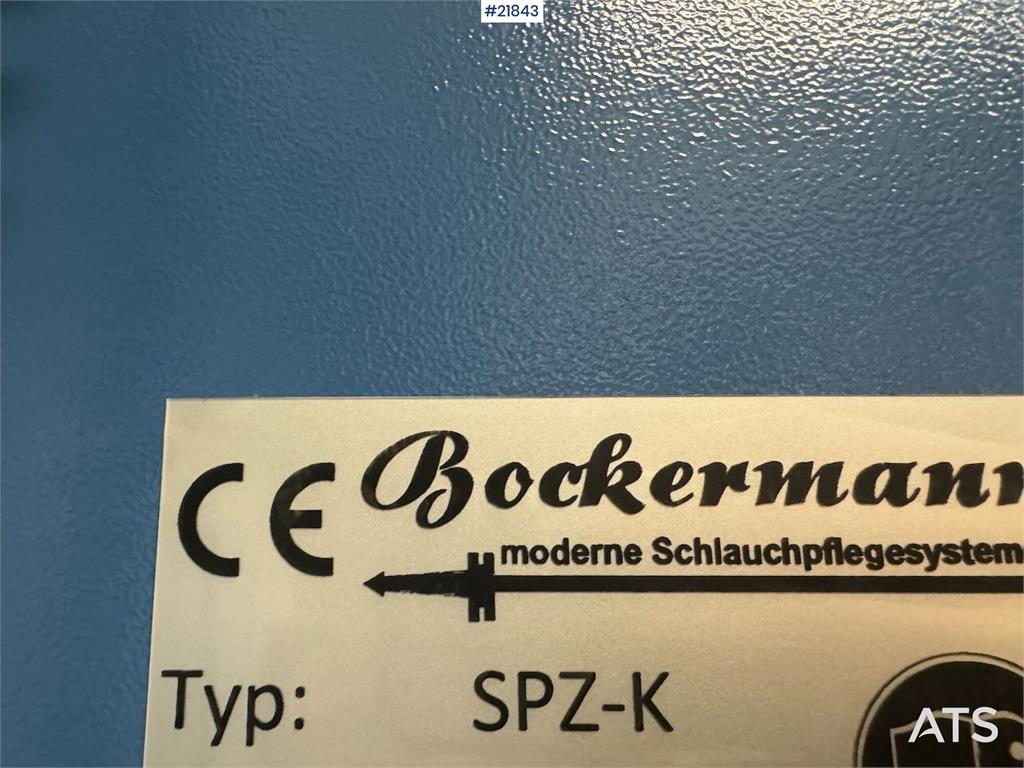 #21843
CE Bockermann
moderne Schlauchpflegesystem
Typ: SPZ-K
ATS